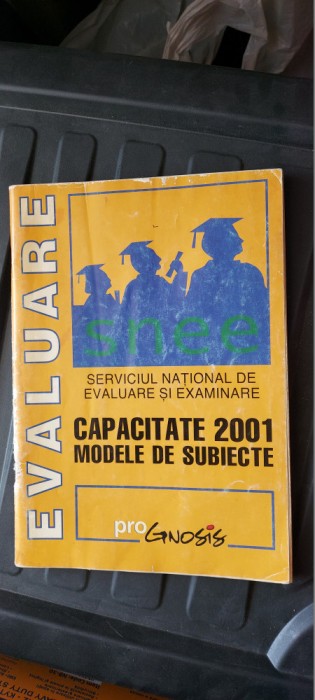 EVALUARE
snee
SERVICIUL NAȚIONAL DE
EVALUARE ȘI EXAMINARE
CAPACITATE 2001
MODELE DE SUBIECTE
pro GNOSIS